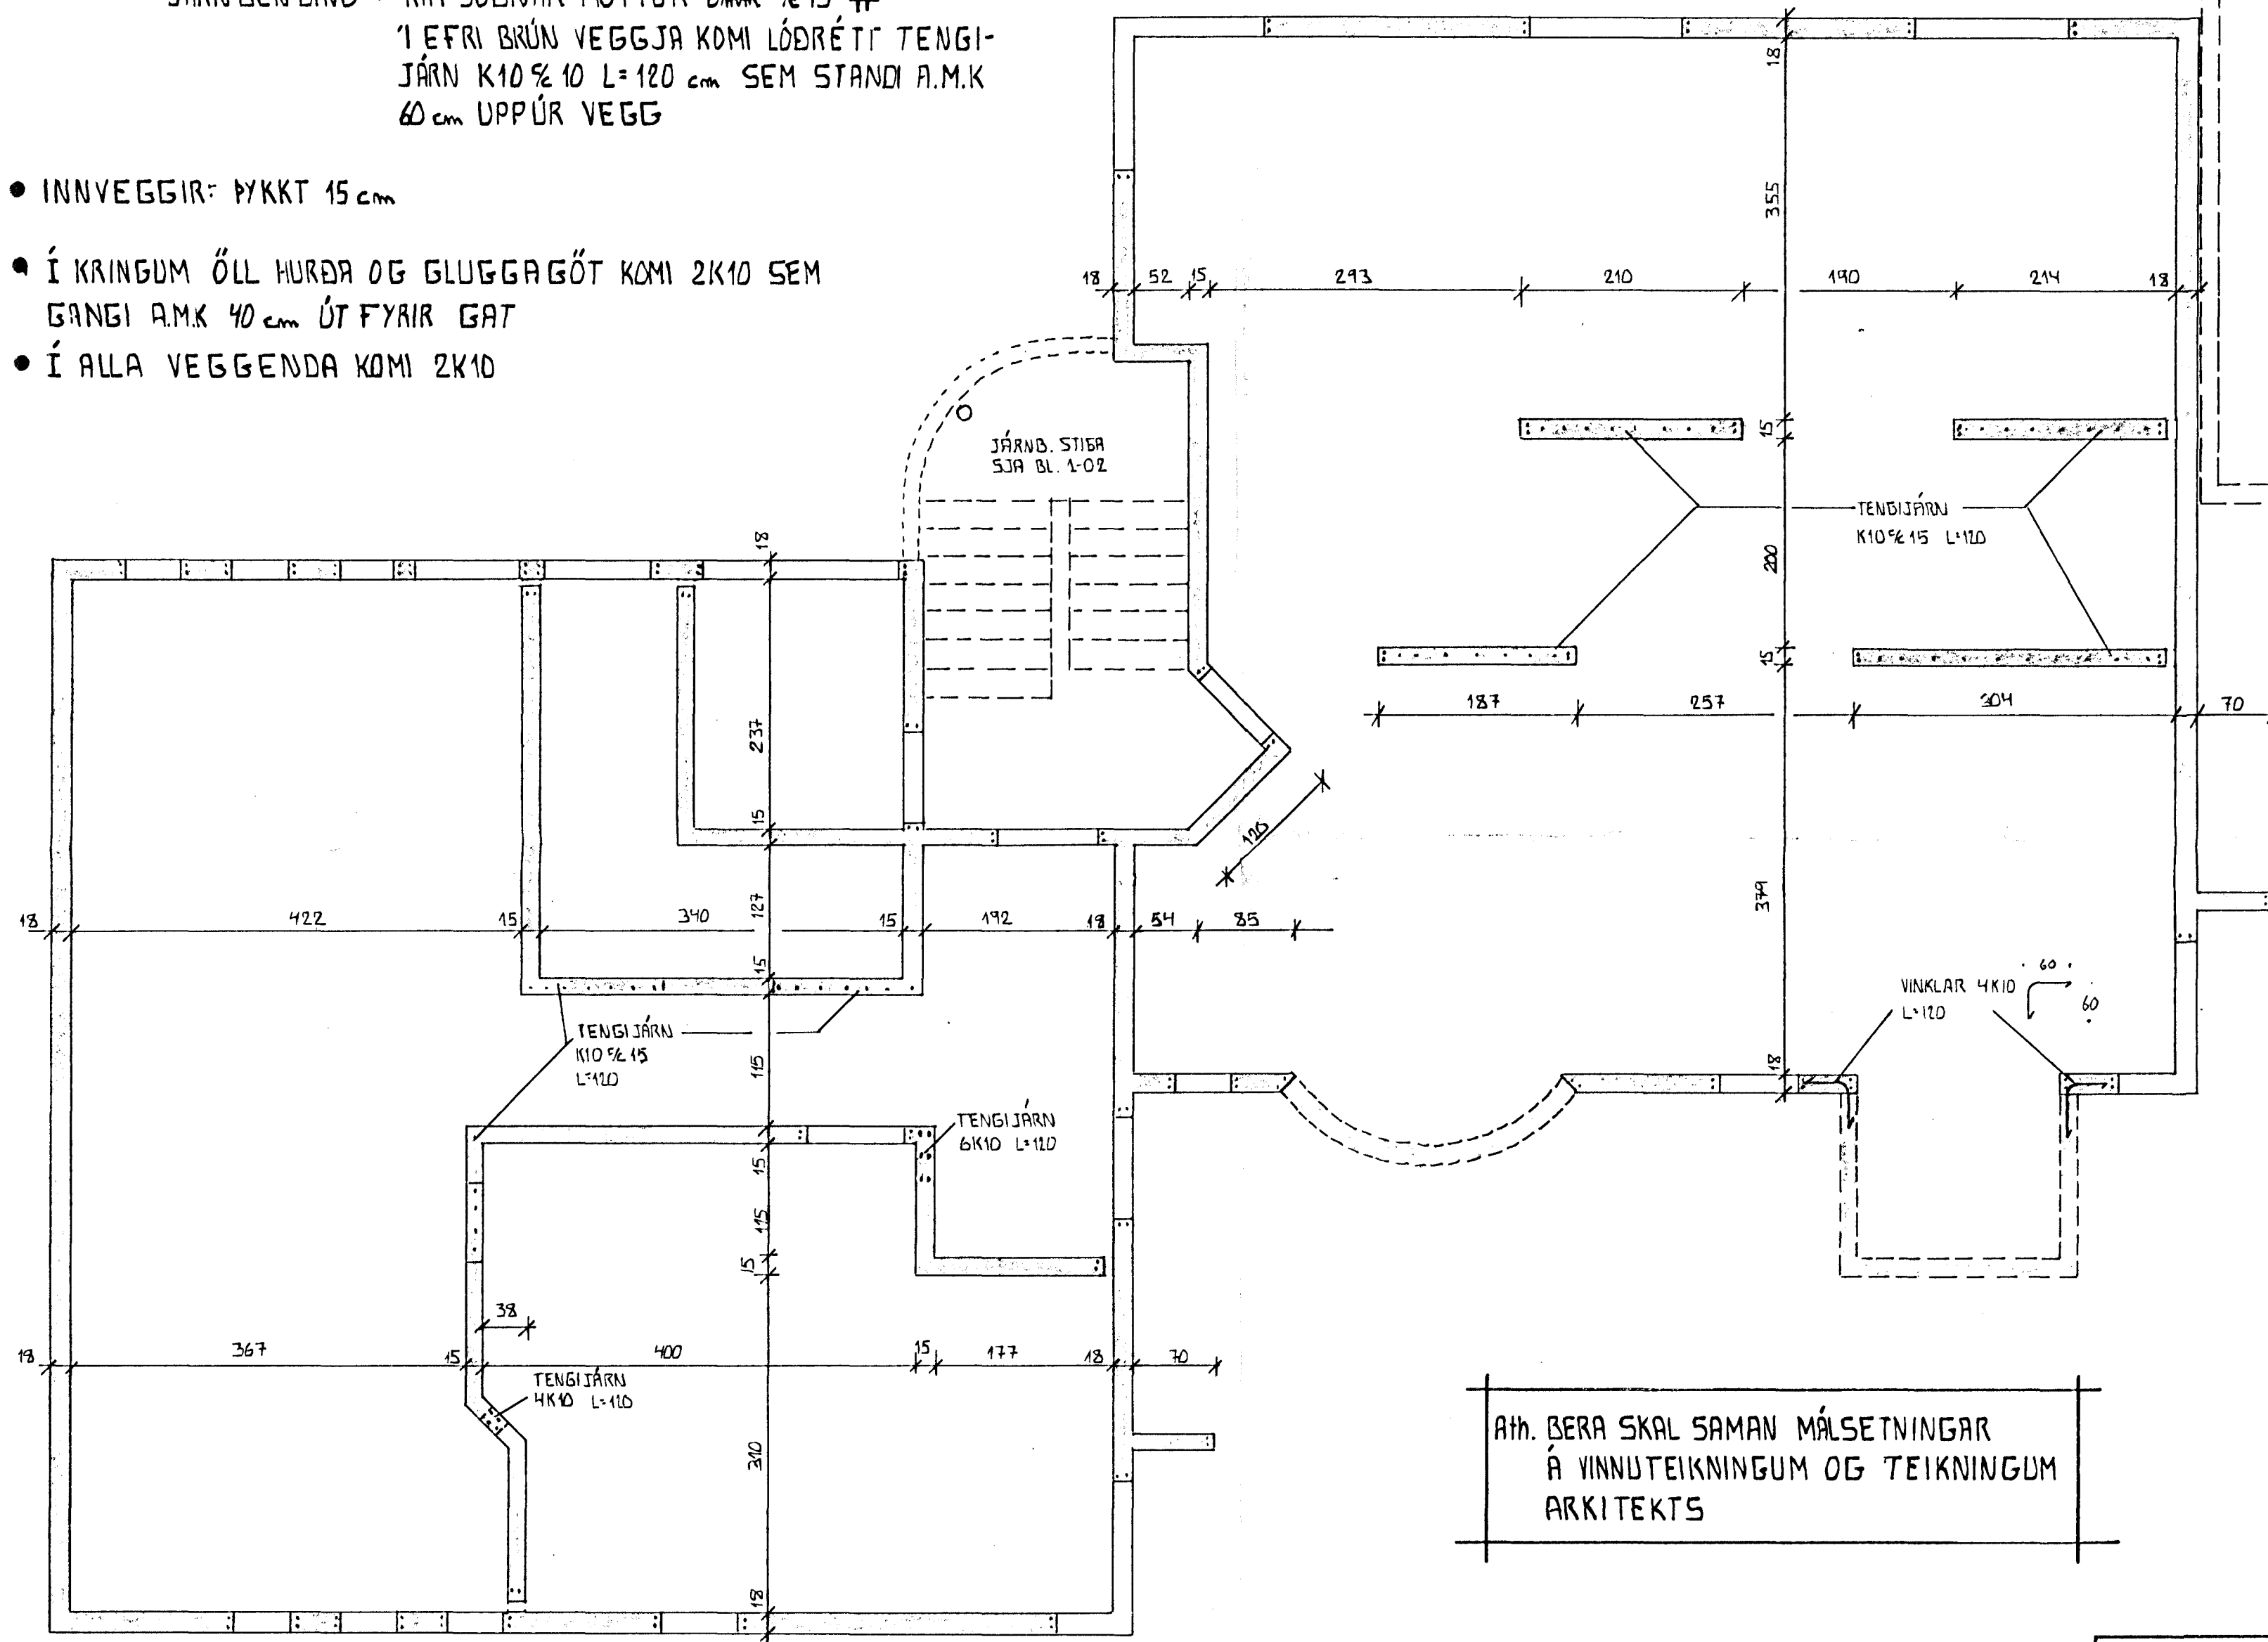 1 EFRI BRÚN VEGGJA KOMI LÓÐRÉTT TENGI-
JÁRN K10 % 10 L=120 cm SEM STANDI A.M.K
60 cm UPPÚR VEGG
• INNVEGGIR: ÞYKKT 15 cm
• Í KRINGUM ÖLL HURÐA OG GLUGGAGÖT KOMI 2K10 SEM
GANGI A.M.K 40 cm ÚT FYRIR GAT
• Í ALLA VEGGENDA KOMI 2K10
18
355
18 52 15 293 210 190 214 18
JÁRNB. STIGA
SJA BL. 1-02
15
TENGIJÁRN
K10 % 15 L=120
200
15
187 257 304 70
18
237
15
120
379
127
18 422 15 340 15 192 18 54 85
15
TENGIJÁRN
K10 % 15
L=120
115
VINKLAR 4K10
L=120
60
60
18
TENGIJÁRN
6K10 L=120
15
115
15
38
18 367 15 400 15 177 18 70
TENGIJÁRN
4K10 L=120
310
18
Ath. BERA SKAL SAMAN MÁLSETNINGAR
Á VINNUTEIKNINGUM OG TEIKNINGUM
ARKITEKTS